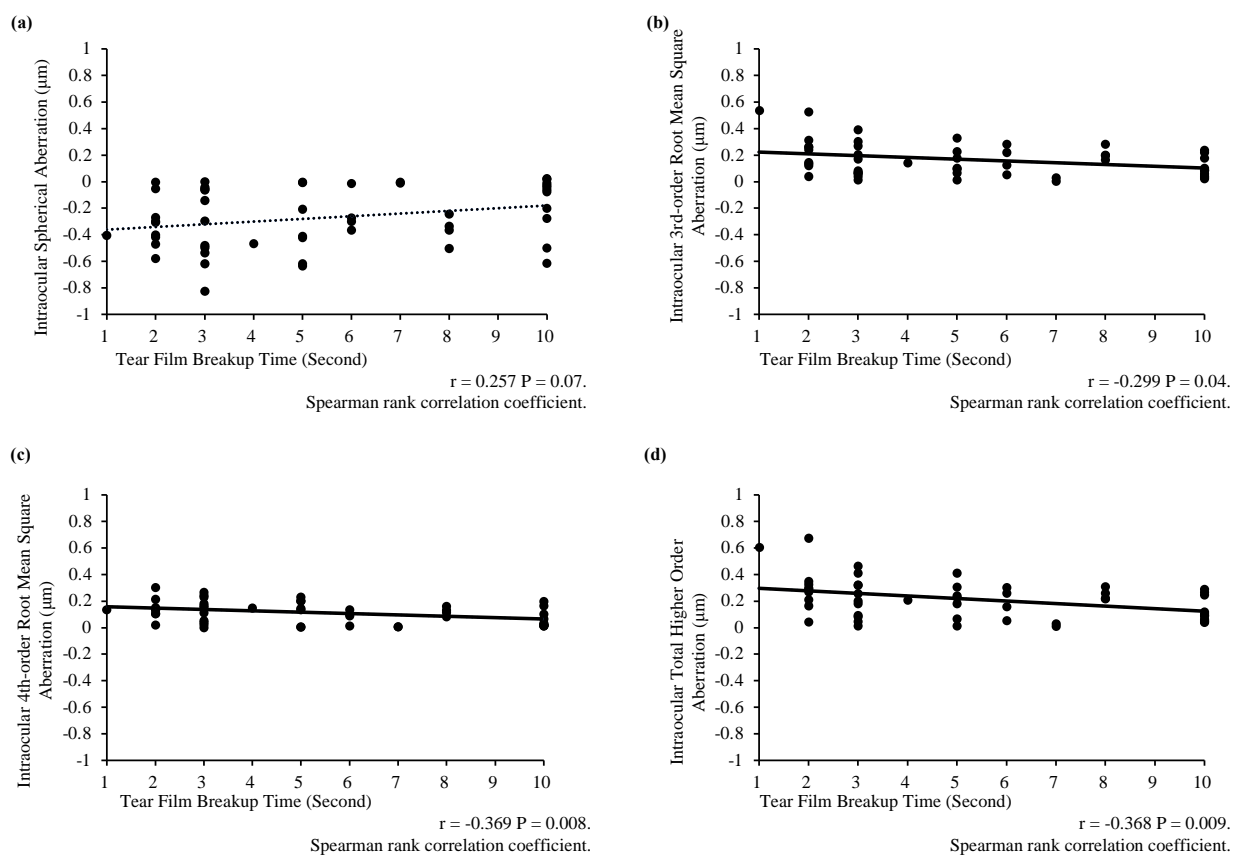 (a)
Intraocular Spherical Aberration (μm)
1
0.8
0.6
0.4
0.2
0
-0.2
-0.4
-0.6
-0.8
-1
1 2 3 4 5 6 7 8 9 10
Tear Film Breakup Time (Second)
r = 0.257 P = 0.07.
Spearman rank correlation coefficient.
(b)
Intraocular 3rd-order Root Mean Square
Aberration (μm)
1
0.8
0.6
0.4
0.2
0
-0.2
-0.4
-0.6
-0.8
-1
1 2 3 4 5 6 7 8 9 10
Tear Film Breakup Time (Second)
r = -0.299 P = 0.04.
Spearman rank correlation coefficient.
(c)
Intraocular 4th-order Root Mean Square
Aberration (μm)
1
0.8
0.6
0.4
0.2
0
-0.2
-0.4
-0.6
-0.8
-1
1 2 3 4 5 6 7 8 9 10
Tear Film Breakup Time (Second)
r = -0.369 P = 0.008.
Spearman rank correlation coefficient.
(d)
Intraocular Total Higher Order
Aberration (μm)
1
0.8
0.6
0.4
0.2
0
-0.2
-0.4
-0.6
-0.8
-1
1 2 3 4 5 6 7 8 9 10
Tear Film Breakup Time (Second)
r = -0.368 P = 0.009.
Spearman rank correlation coefficient.